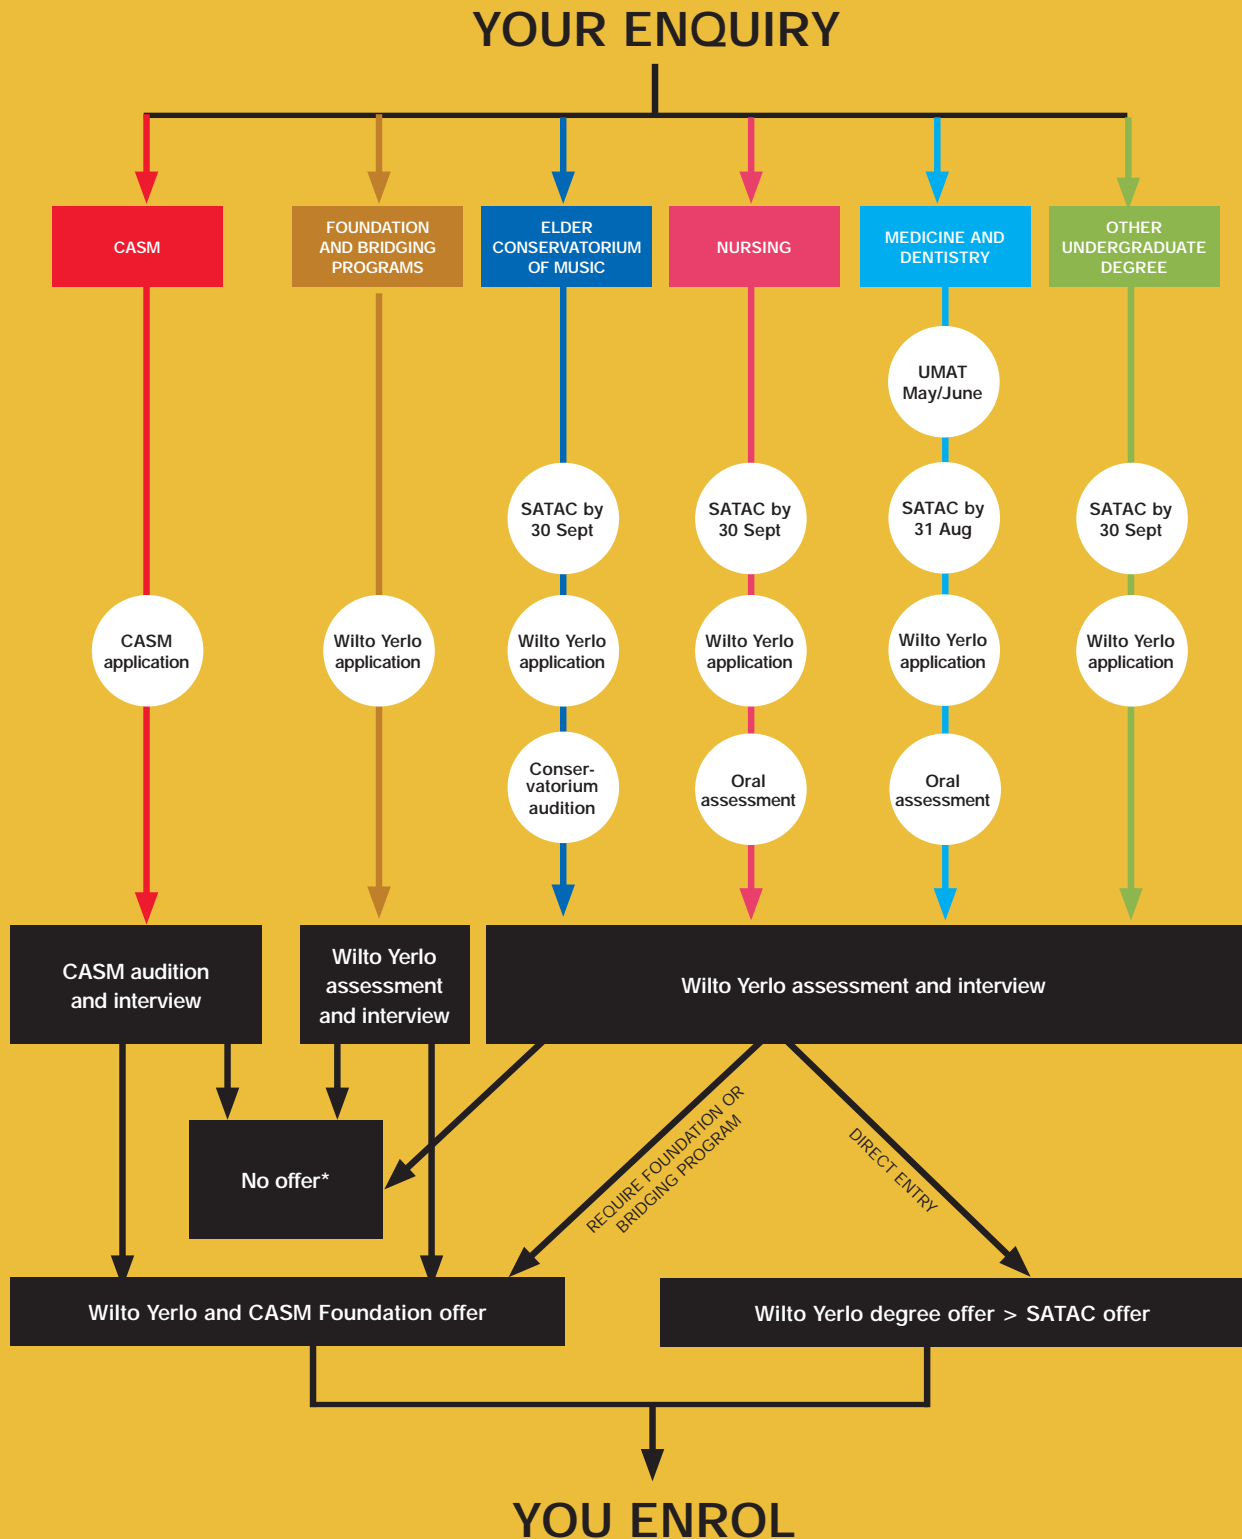 YOUR ENQUIRY
CASM
FOUNDATION
AND BRIDGING
PROGRAMS
ELDER
CONSERVATORIUM
OF MUSIC
NURSING
MEDICINE AND
DENTISTRY
OTHER
UNDERGRADUATE
DEGREE
UMAT
May/June
SATAC by
30 Sept
SATAC by
30 Sept
SATAC by
31 Aug
SATAC by
30 Sept
CASM
application
Wilto Yerlo
application
Wilto Yerlo
application
Wilto Yerlo
application
Wilto Yerlo
application
Wilto Yerlo
application
Conser-
vatorium
audition
Oral
assessment
Oral
assessment
CASM audition
and interview
Wilto Yerlo
assessment
and interview
Wilto Yerlo assessment and interview
No offer*
REQUIRE FOUNDATION OR
BRIDGING PROGRAM
DIRECT ENTRY
Wilto Yerlo and CASM Foundation offer
Wilto Yerlo degree offer > SATAC offer
YOU ENROL